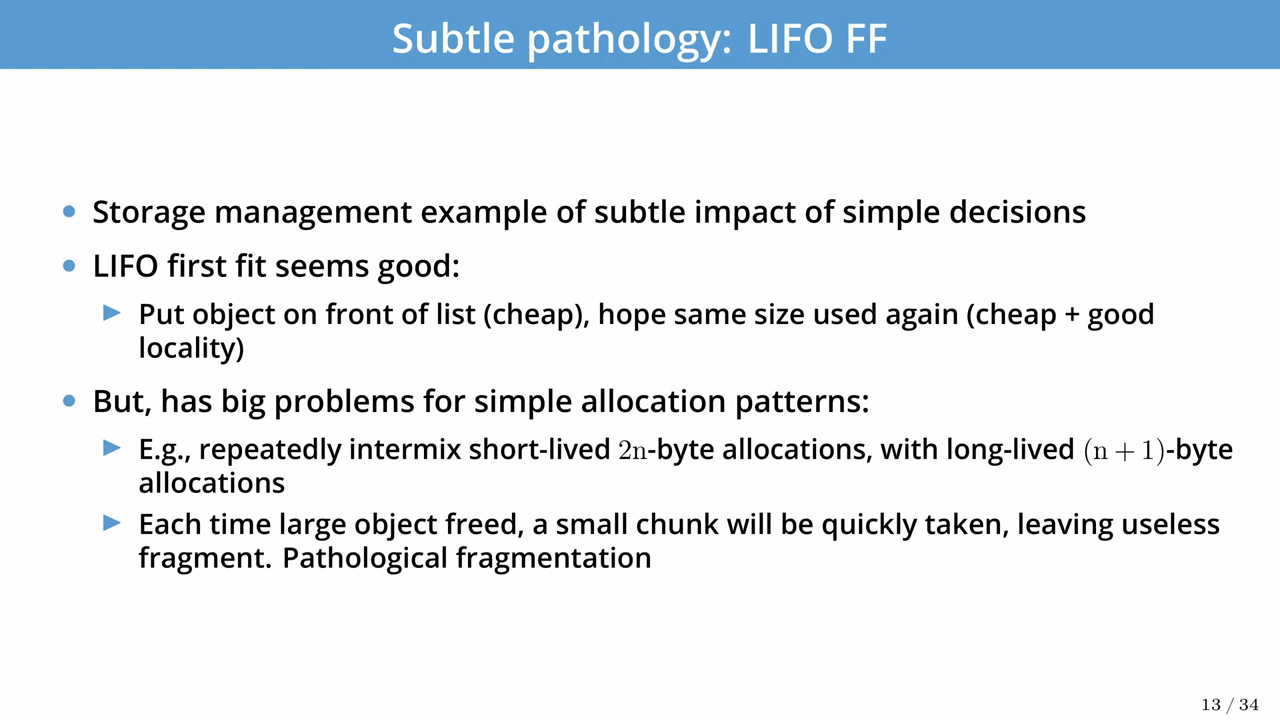 Subtle pathology: LIFO FF
• Storage management example of subtle impact of simple decisions
• LIFO first fit seems good:
▶ Put object on front of list (cheap), hope same size used again (cheap + good
locality)
• But, has big problems for simple allocation patterns:
▶ E.g., repeatedly intermix short-lived 2n-byte allocations, with long-lived (n + 1)-byte
allocations
▶ Each time large object freed, a small chunk will be quickly taken, leaving useless
fragment. Pathological fragmentation
13 / 34